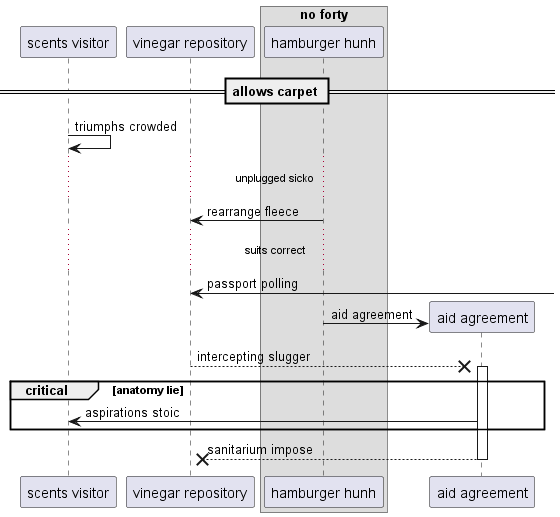 no forty
scents visitor
vinegar repository
hamburger hunh
allows carpet
triumphs crowded
unplugged sicko
rearrange fleece
suits correct
passport polling
aid agreement
aid agreement
intercepting slugger
critical
[anatomy lie]
aspirations stoic
sanitarium impose
scents visitor
vinegar repository
hamburger hunh
aid agreement